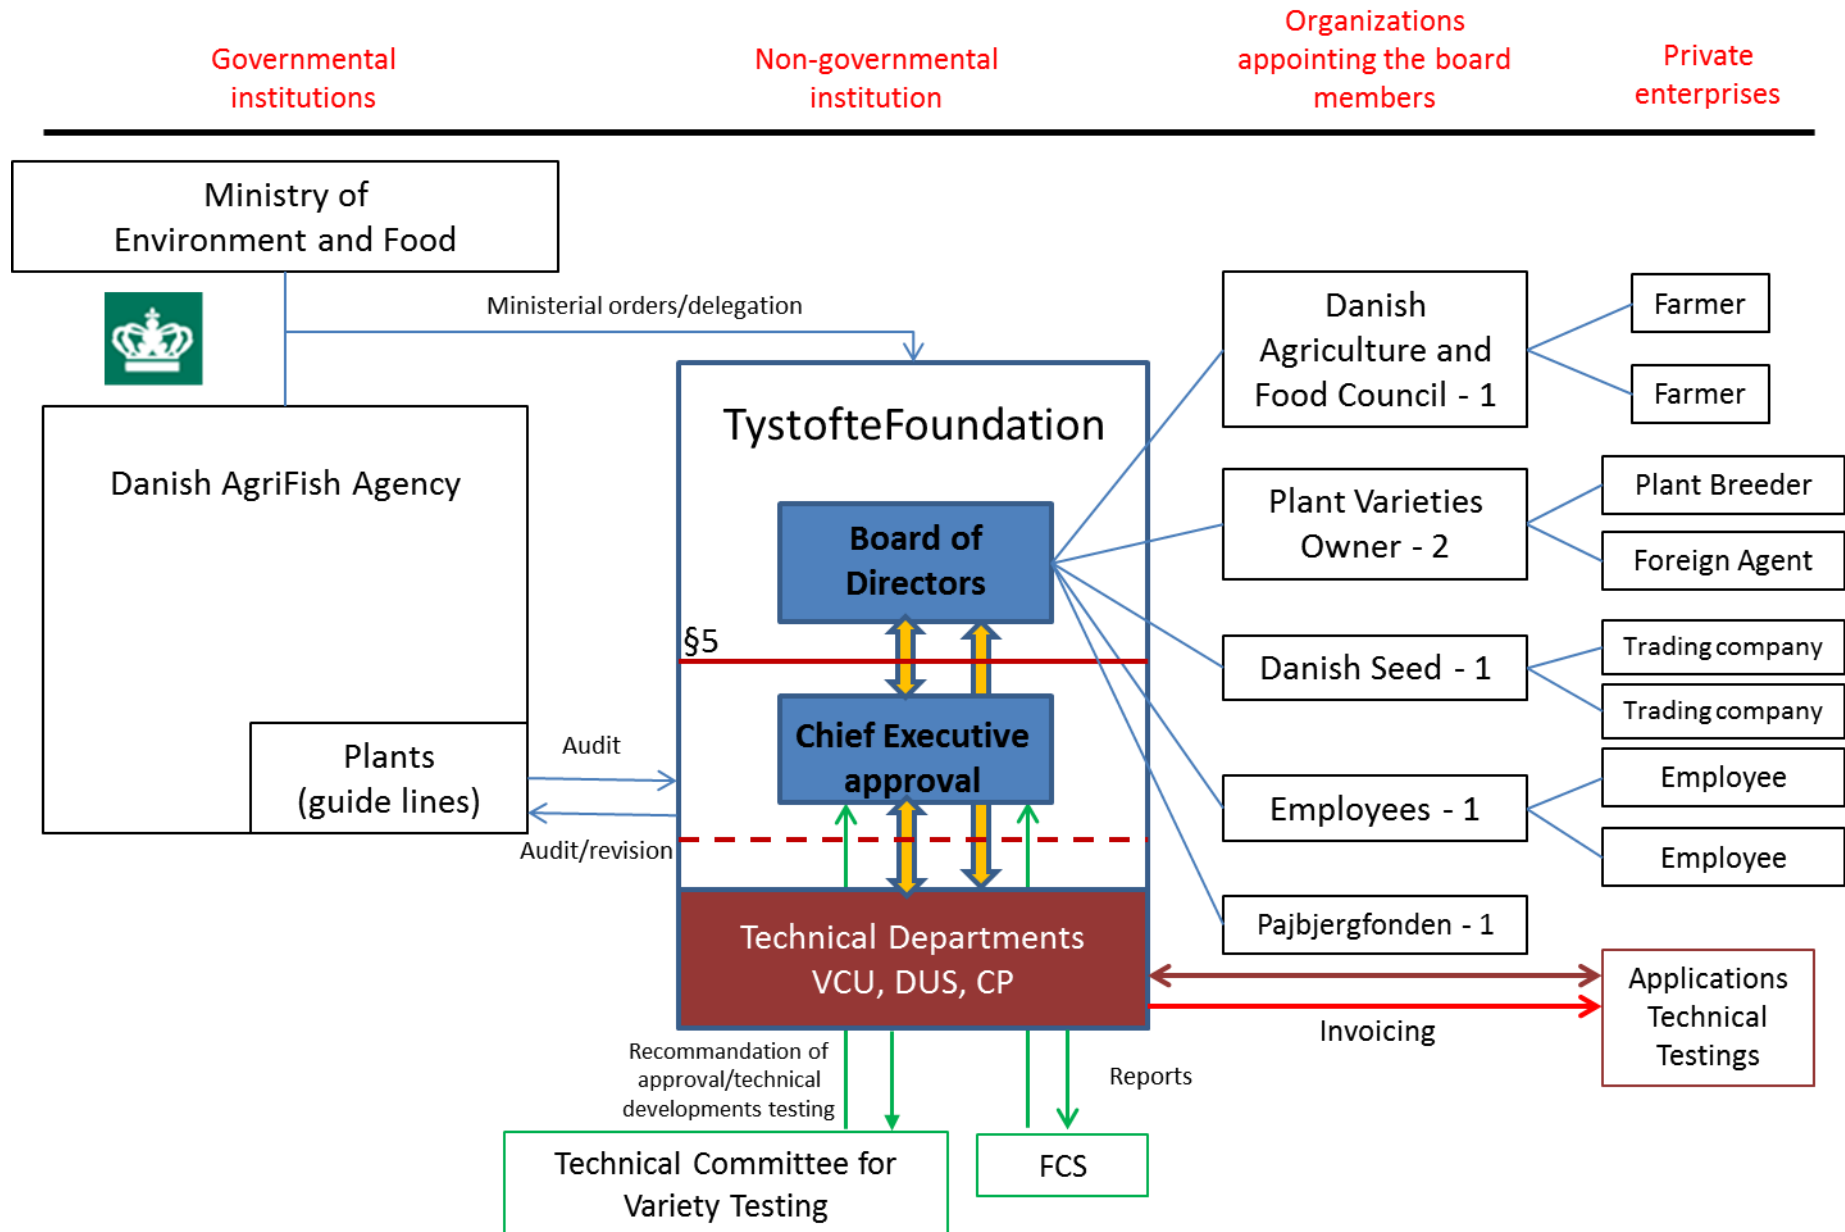 Governmental
institutions
Non-governmental
institution
Organizations
appointing the board
members
Private
enterprises
Ministry of
Environment and Food
Ministerial orders/delegation
Danish AgriFish Agency
Plants
(guide lines)
Audit
Audit/revision
TystofteFoundation
Board of
Directors
§5
Chief Executive
approval
Technical Departments
VCU, DUS, CP
Danish
Agriculture and
Food Council - 1
Farmer
Farmer
Plant Varieties
Owner - 2
Plant Breeder
Foreign Agent
Danish Seed - 1
Trading company
Trading company
Employees - 1
Employee
Employee
Pajbjergfonden - 1
Applications
Technical
Testings
Invoicing
Recommandation of
approval/technical
developments testing
Reports
Technical Committee for
Variety Testing
FCS